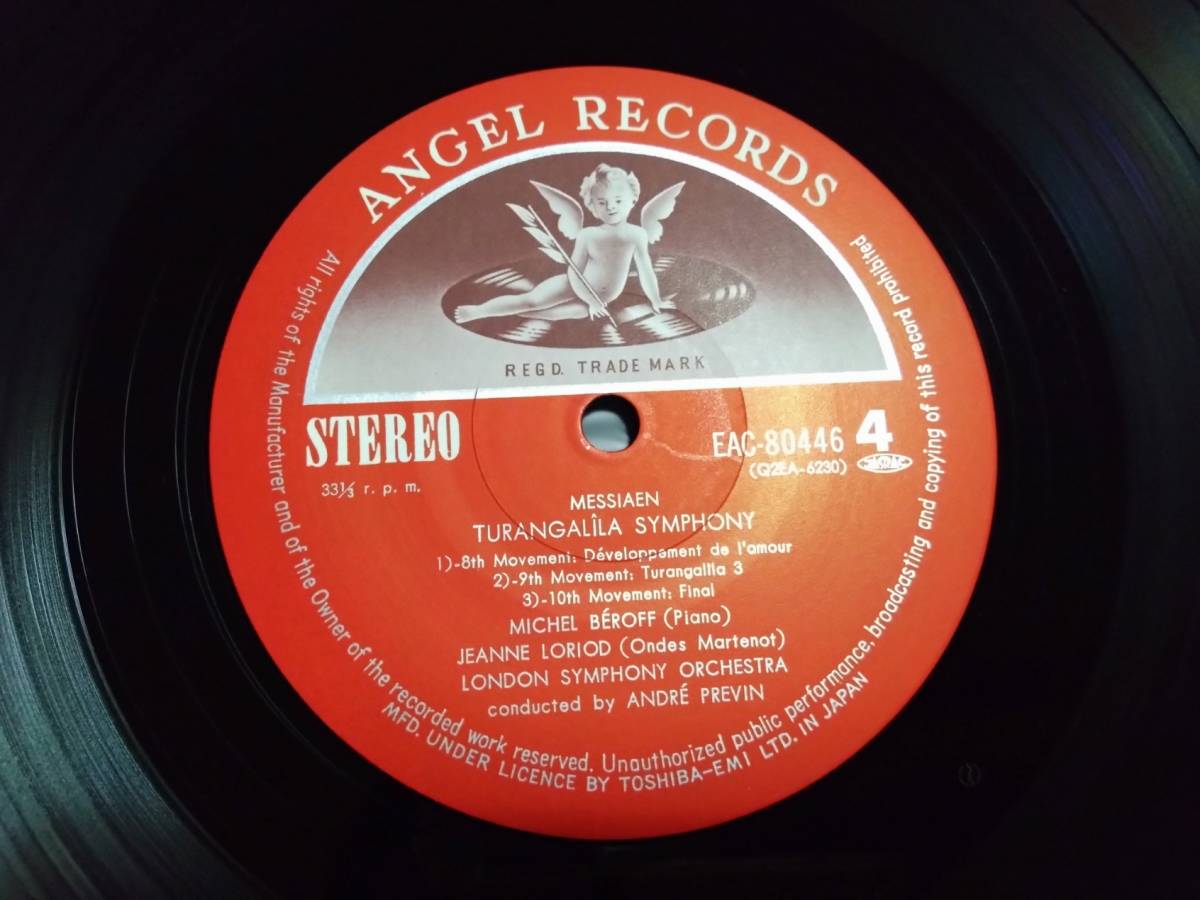 ANGEL RECORDS
REGD. TRADE MARK
STEREO
EAC-80446 4
(Q2EA-6230)
33⅓ r. p. m.
MESSIAEN
TURANGALÎLA SYMPHONY
1)-8th Movement: Développement de l'amour
2)-9th Movement: Turangalîla 3
3)-10th Movement: Final
MICHEL BÉROFF (Piano)
JEANNE LORIOD (Ondes Martenot)
LONDON SYMPHONY ORCHESTRA
conducted by ANDRÉ PREVIN
All rights of the Manufacturer and of the Owner of the recorded work reserved. Unauthorized public performance, broadcasting and copying of this record prohibited
MFD. UNDER LICENCE BY TOSHIBA-EMI LTD. IN JAPAN